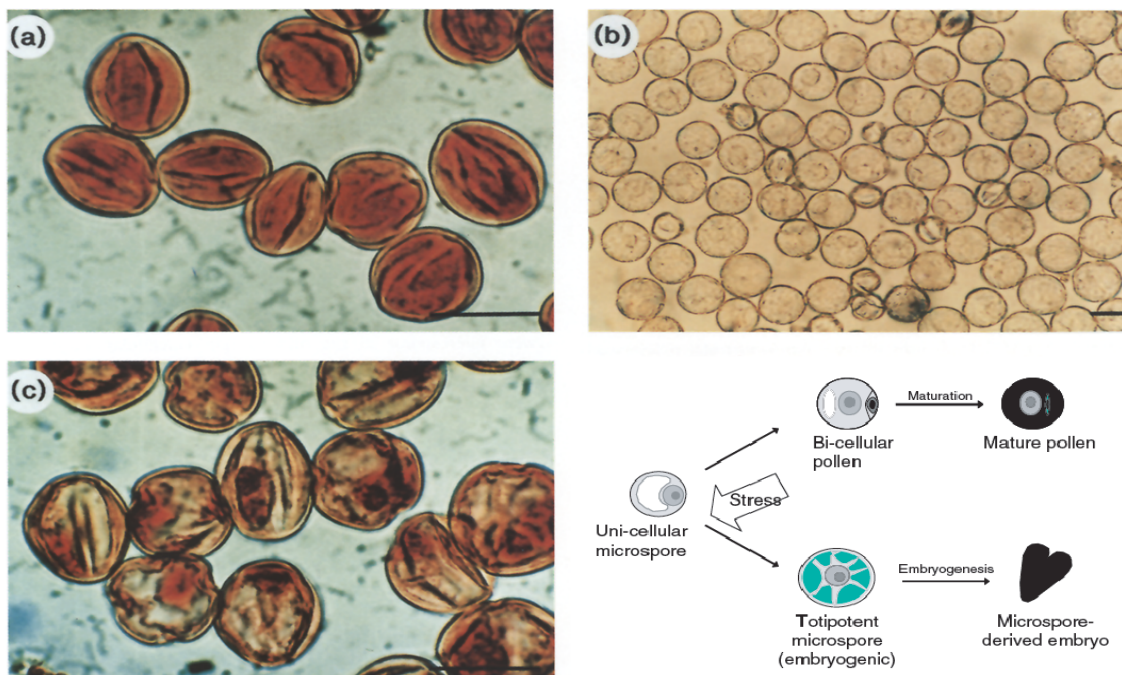 (a)
(b)
(c)
Maturation
Bi-cellular
pollen
Mature pollen
Stress
Uni-cellular
microspore
Embryogenesis
Totipotent
microspore
(embryogenic)
Microspore-
derived embryo